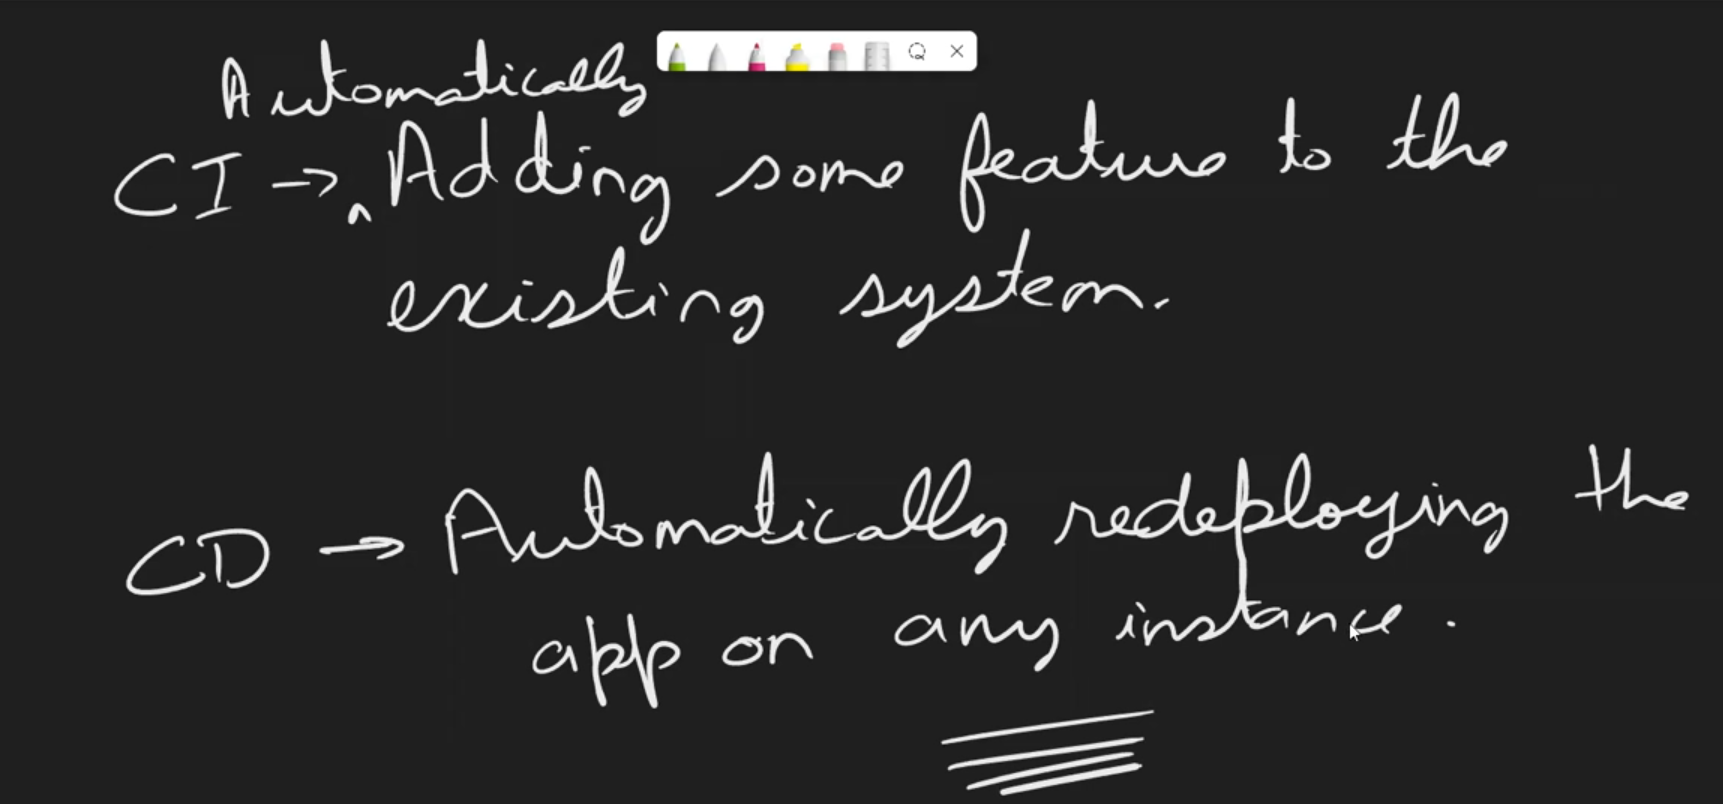 Automatically
CI → ^ Adding some feature to the
existing system.
CD → Automatically redeploying the
app on any instance.